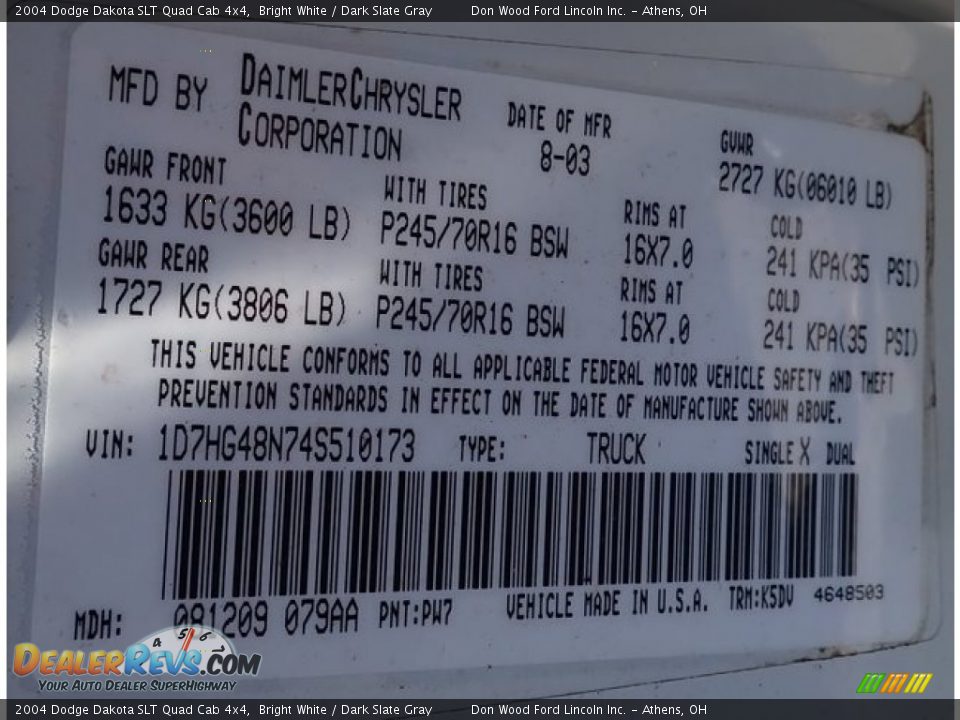 2004 Dodge Dakota SLT Quad Cab 4x4, Bright White / Dark Slate Gray Don Wood Ford Lincoln Inc. - Athens, OH
MFD BY DAIMLERCHRYSLER CORPORATION
DATE OF MFR 8-03
GVWR 2727 KG(06010 LB)
GAWR FRONT WITH TIRES RIMS AT COLD
1633 KG(3600 LB) P245/70R16 BSW 16X7.0 241 KPA(35 PSI)
GAWR REAR WITH TIRES RIMS AT COLD
1727 KG(3806 LB) P245/70R16 BSW 16X7.0 241 KPA(35 PSI)
THIS VEHICLE CONFORMS TO ALL APPLICABLE FEDERAL MOTOR VEHICLE SAFETY AND THEFT
PREVENTION STANDARDS IN EFFECT ON THE DATE OF MANUFACTURE SHOWN ABOVE.
VIN: 1D7HG48N74S510173 TYPE: TRUCK SINGLE X DUAL
MDH: 081209 079AA PNT:PW7 VEHICLE MADE IN U.S.A. TRM:K5DV 4648503
4 5 6 7
DEALERREVS.COM
YOUR AUTO DEALER SUPERHIGHWAY
2004 Dodge Dakota SLT Quad Cab 4x4, Bright White / Dark Slate Gray Don Wood Ford Lincoln Inc. - Athens, OH